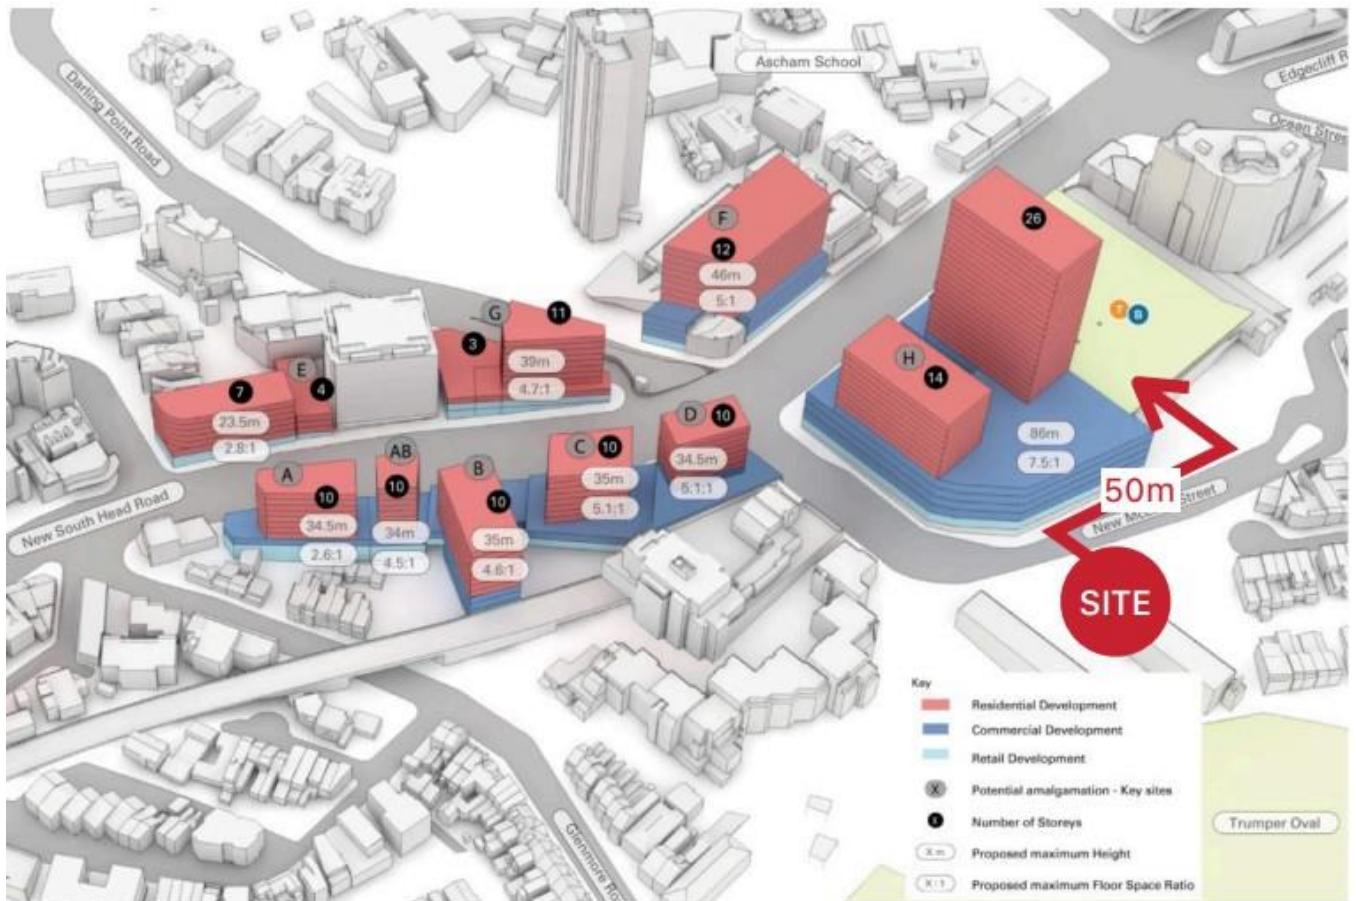 Ascham School
Edgecliff R
Ocean Stree
Darling Point Road
26
F
12
46m
5:1
T
B
G
11
3
39m
4.7:1
H
14
E
4
7
23.5m
2.8:1
D
10
34.5m
5.1:1
C
10
35m
5.1:1
86m
7.5:1
AB
10
34m
4.5:1
A
10
34.5m
2.6:1
B
10
35m
4.6:1
50m
New South Head Road
Street
SITE
Key
Residential Development
Commercial Development
Retail Development
X
Potential amalgamation - Key sites
X
Number of Storeys
X m
Proposed maximum Height
X : 1
Proposed maximum Floor Space Ratio
Glenmore Ro
Trumper Oval